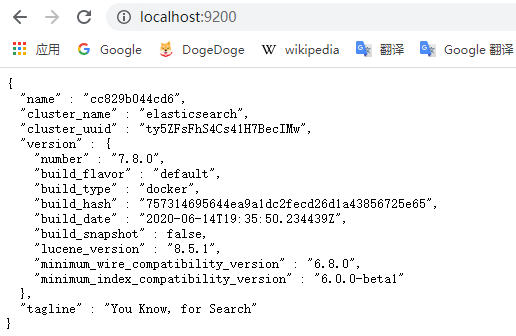 localhost:9200
应用 Google DogeDoge wikipedia 翻译 Google 翻译
{
"name" : "cc829b044cd6",
"cluster_name" : "elasticsearch",
"cluster_uuid" : "ty5ZFsFhS4Cs41H7BecIMw",
"version" : {
"number" : "7.8.0",
"build_flavor" : "default",
"build_type" : "docker",
"build_hash" : "757314695644ea9a1dc2fecd26d1a43856725e65",
"build_date" : "2020-06-14T19:35:50.234439Z",
"build_snapshot" : false,
"lucene_version" : "8.5.1",
"minimum_wire_compatibility_version" : "6.8.0",
"minimum_index_compatibility_version" : "6.0.0-beta1"
},
"tagline" : "You Know, for Search"
}